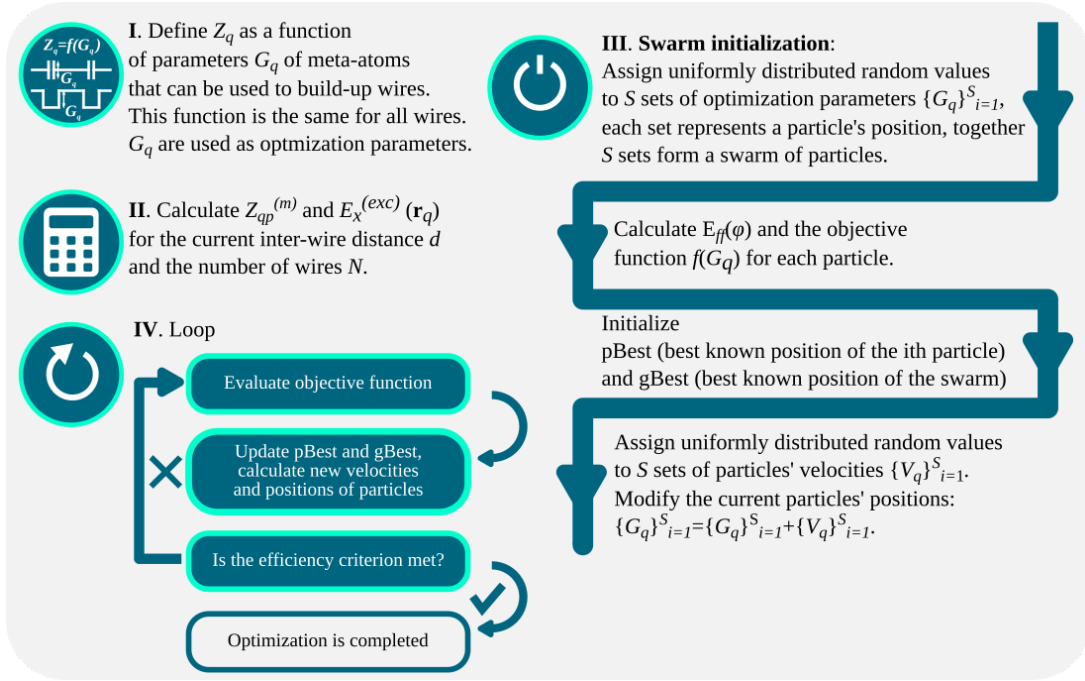 Z_q=f(G_q)
G_q
G_q
I. Define Z_q as a function
of parameters G_q of meta-atoms
that can be used to build-up wires.
This function is the same for all wires.
G_q are used as optmization parameters.
II. Calculate Z_qp^(m) and E_x^(exc) (r_q)
for the current inter-wire distance d
and the number of wires N.
III. Swarm initialization:
Assign uniformly distributed random values
to S sets of optimization parameters {G_q}^S_i=1,
each set represents a particle's position, together
S sets form a swarm of particles.
Calculate E_ff(φ) and the objective
function f(G_q) for each particle.
Initialize
pBest (best known position of the ith particle)
and gBest (best known position of the swarm)
Assign uniformly distributed random values
to S sets of particles' velocities {V_q}^S_i=1.
Modify the current particles' positions:
{G_q}^S_i=1={G_q}^S_i=1+{V_q}^S_i=1.
IV. Loop
Evaluate objective function
Update pBest and gBest,
calculate new velocities
and positions of particles
Is the efficiency criterion met?
Optimization is completed